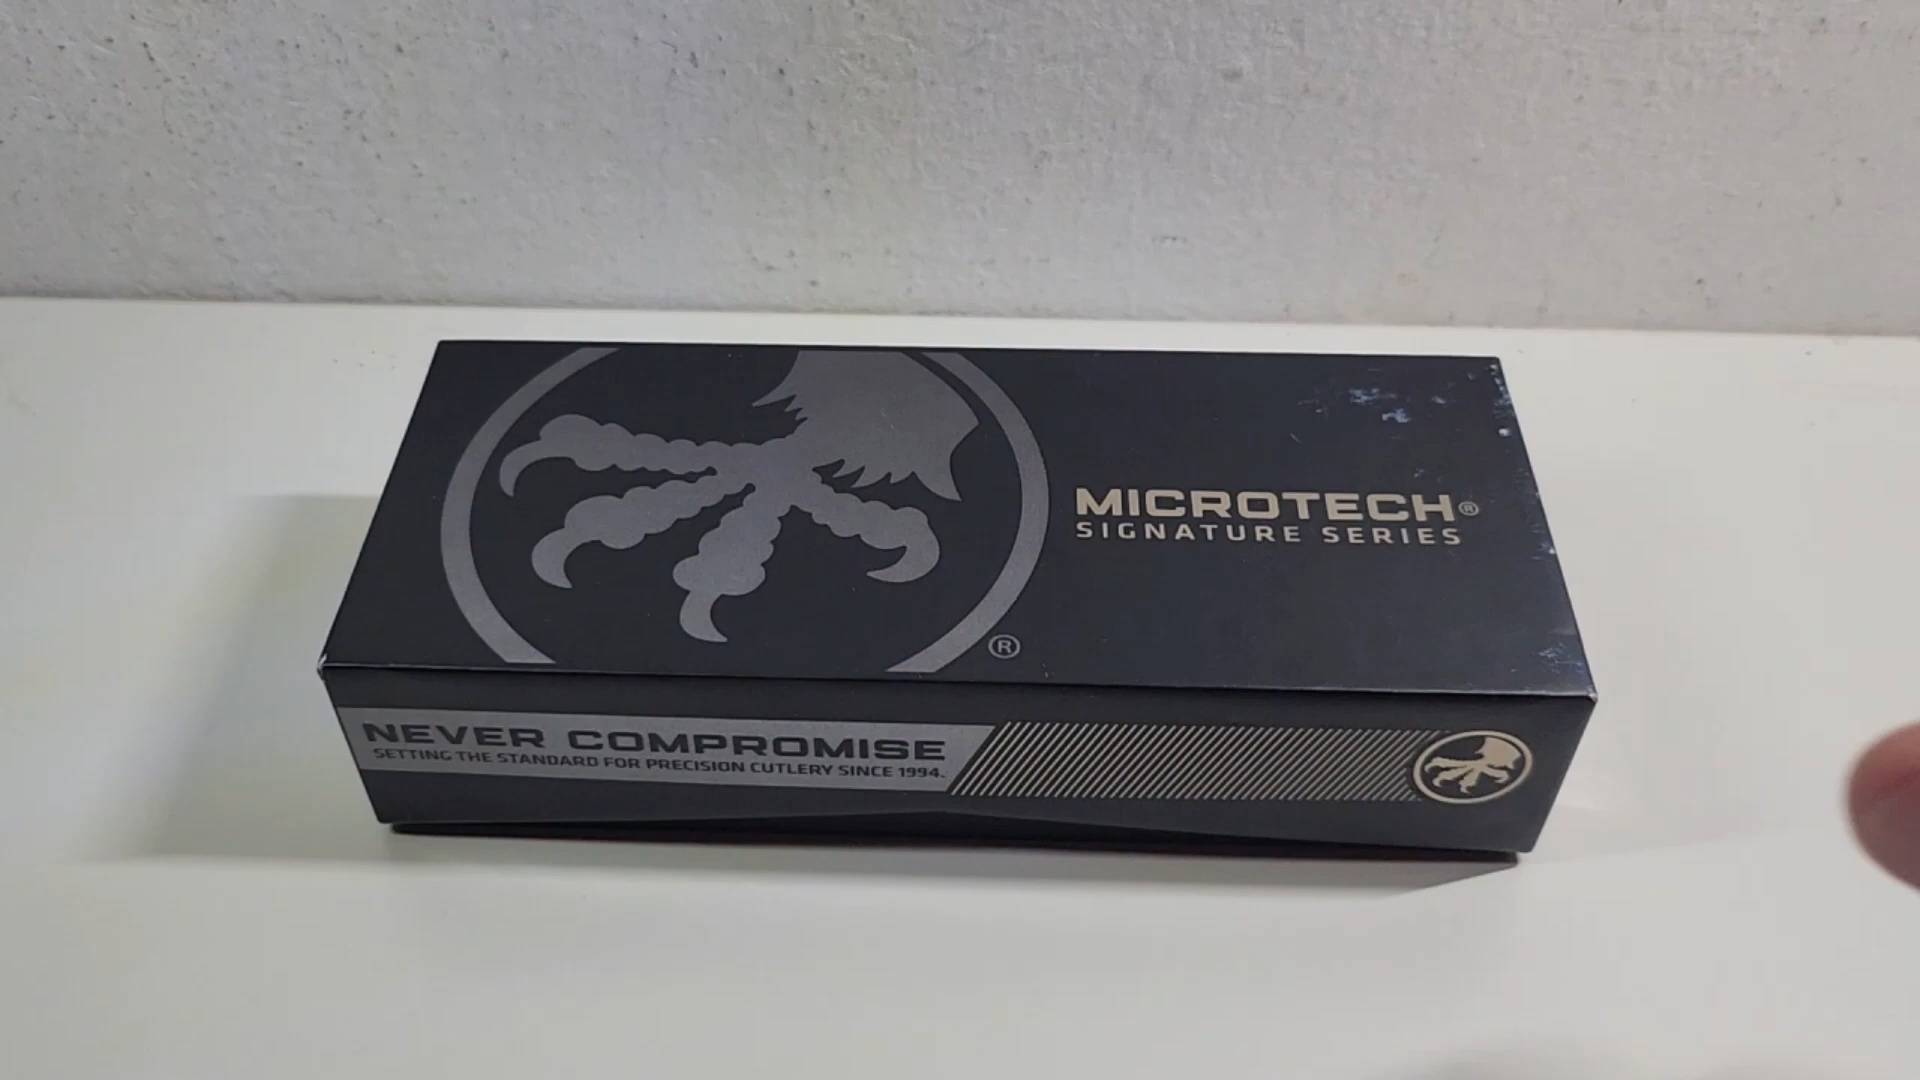 MICROTECH®
SIGNATURE SERIES
®
NEVER COMPROMISE
SETTING THE STANDARD FOR PRECISION CUTLERY SINCE 1994.